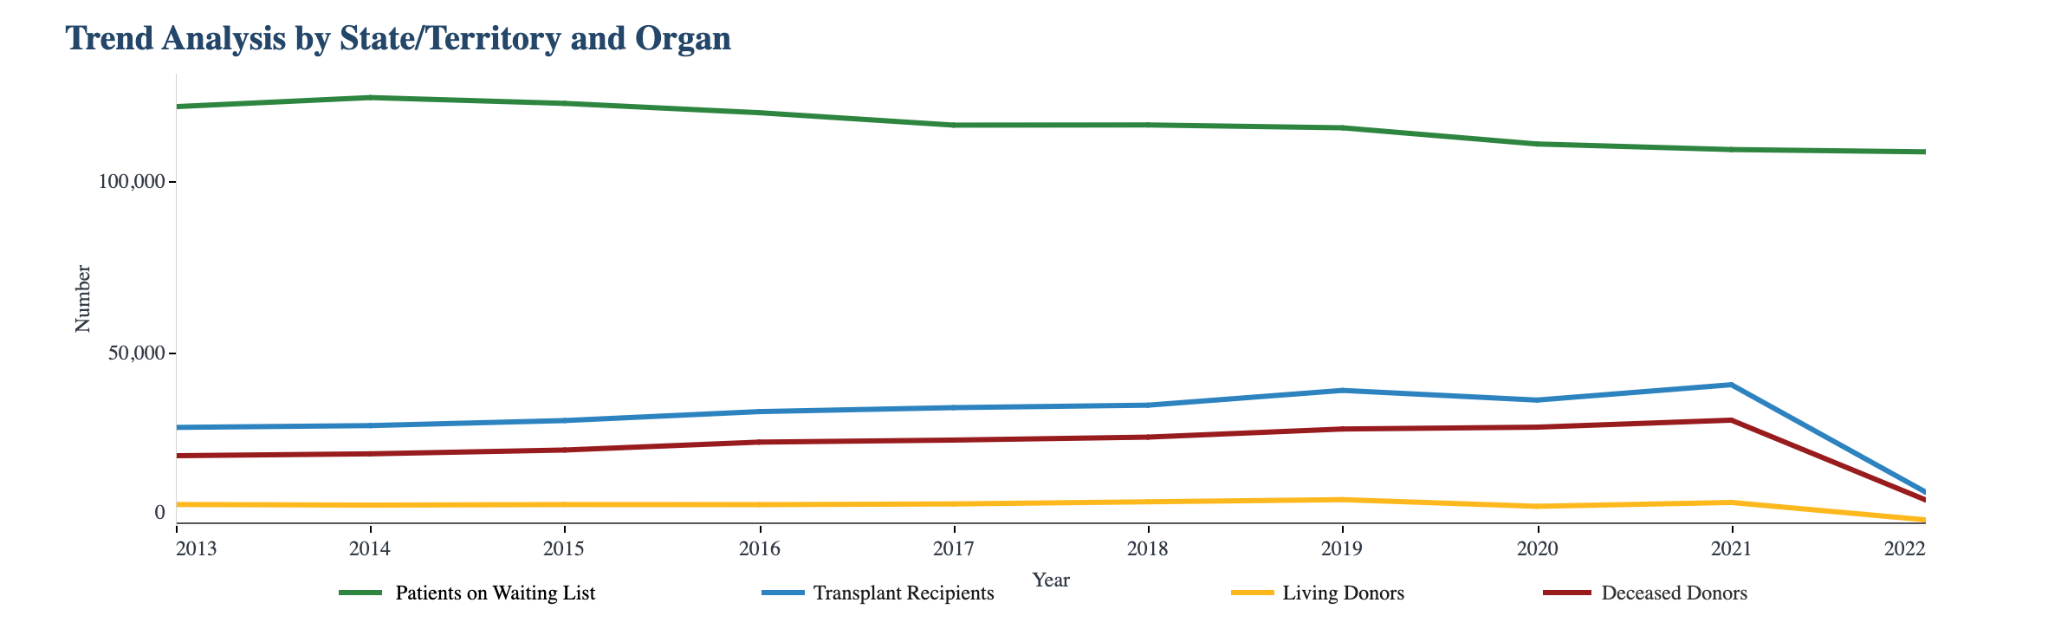 Trend Analysis by State/Territory and Organ
100,000
Number
50,000
0
2013 2014 2015 2016 2017 2018 2019 2020 2021 2022
Year
Patients on Waiting List Transplant Recipients Living Donors Deceased Donors